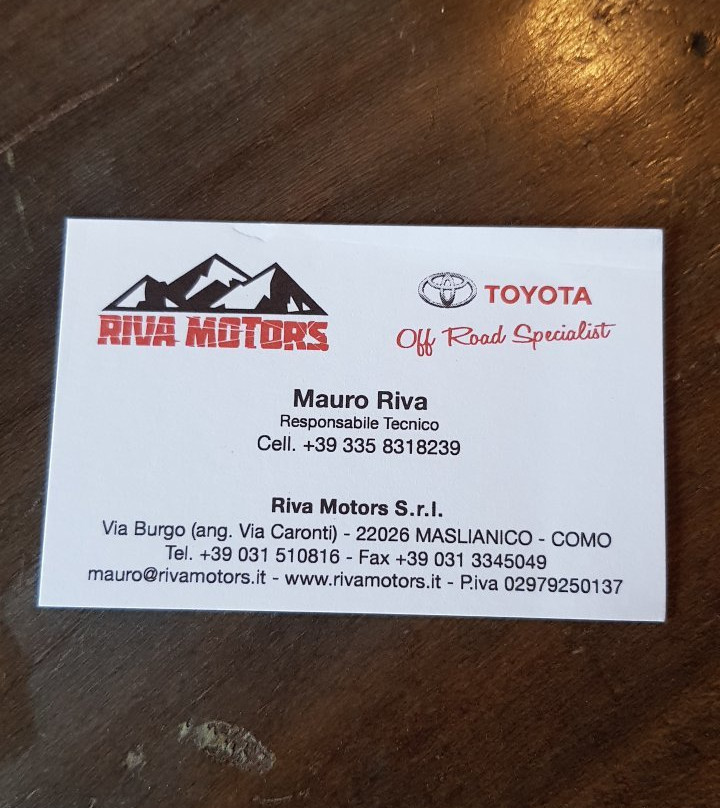 RIVA MOTORS
TOYOTA
Off Road Specialist
Mauro Riva
Responsabile Tecnico
Cell. +39 335 8318239
Riva Motors S.r.l.
Via Burgo (ang. Via Caronti) - 22026 MASLIANICO - COMO
Tel. +39 031 510816 - Fax +39 031 3345049
mauro@rivamotors.it - www.rivamotors.it - P.iva 02979250137